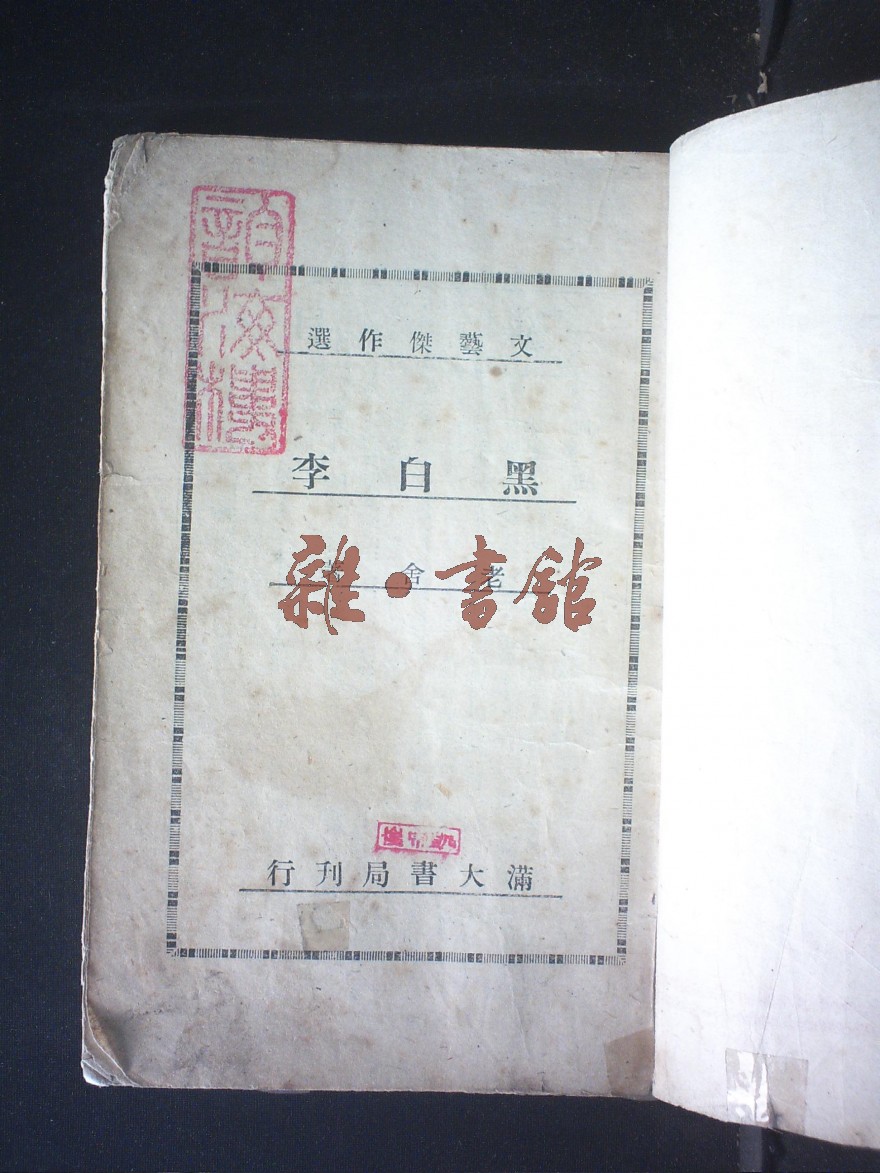 文藝傑作選
黑白李
老舍著
雜·書館
滿大書局刊行